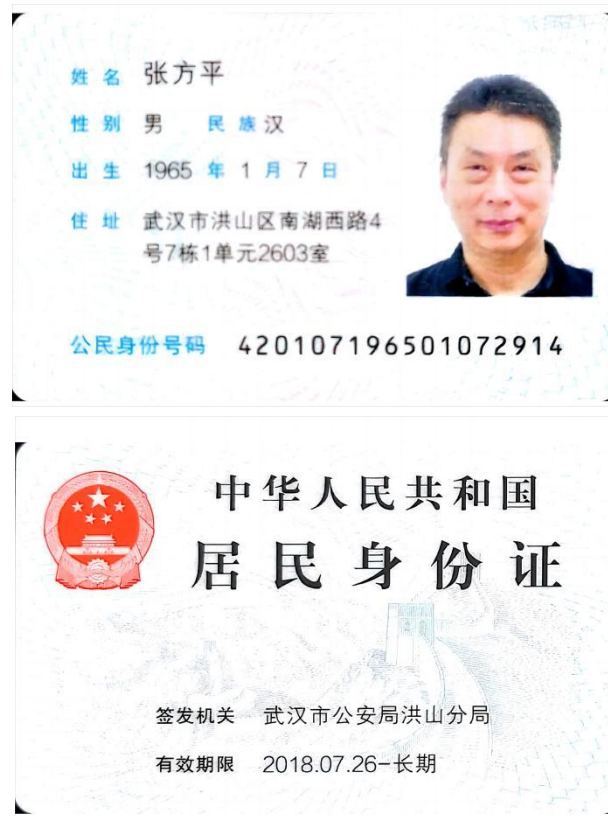 姓名 张方平
性别 男 民族 汉
出生 1965 年 1 月 7 日
住址 武汉市洪山区南湖西路4
号7栋1单元2603室
公民身份号码 420107196501072914
中华人民共和国
居民身份证
签发机关 武汉市公安局洪山分局
有效期限 2018.07.26-长期